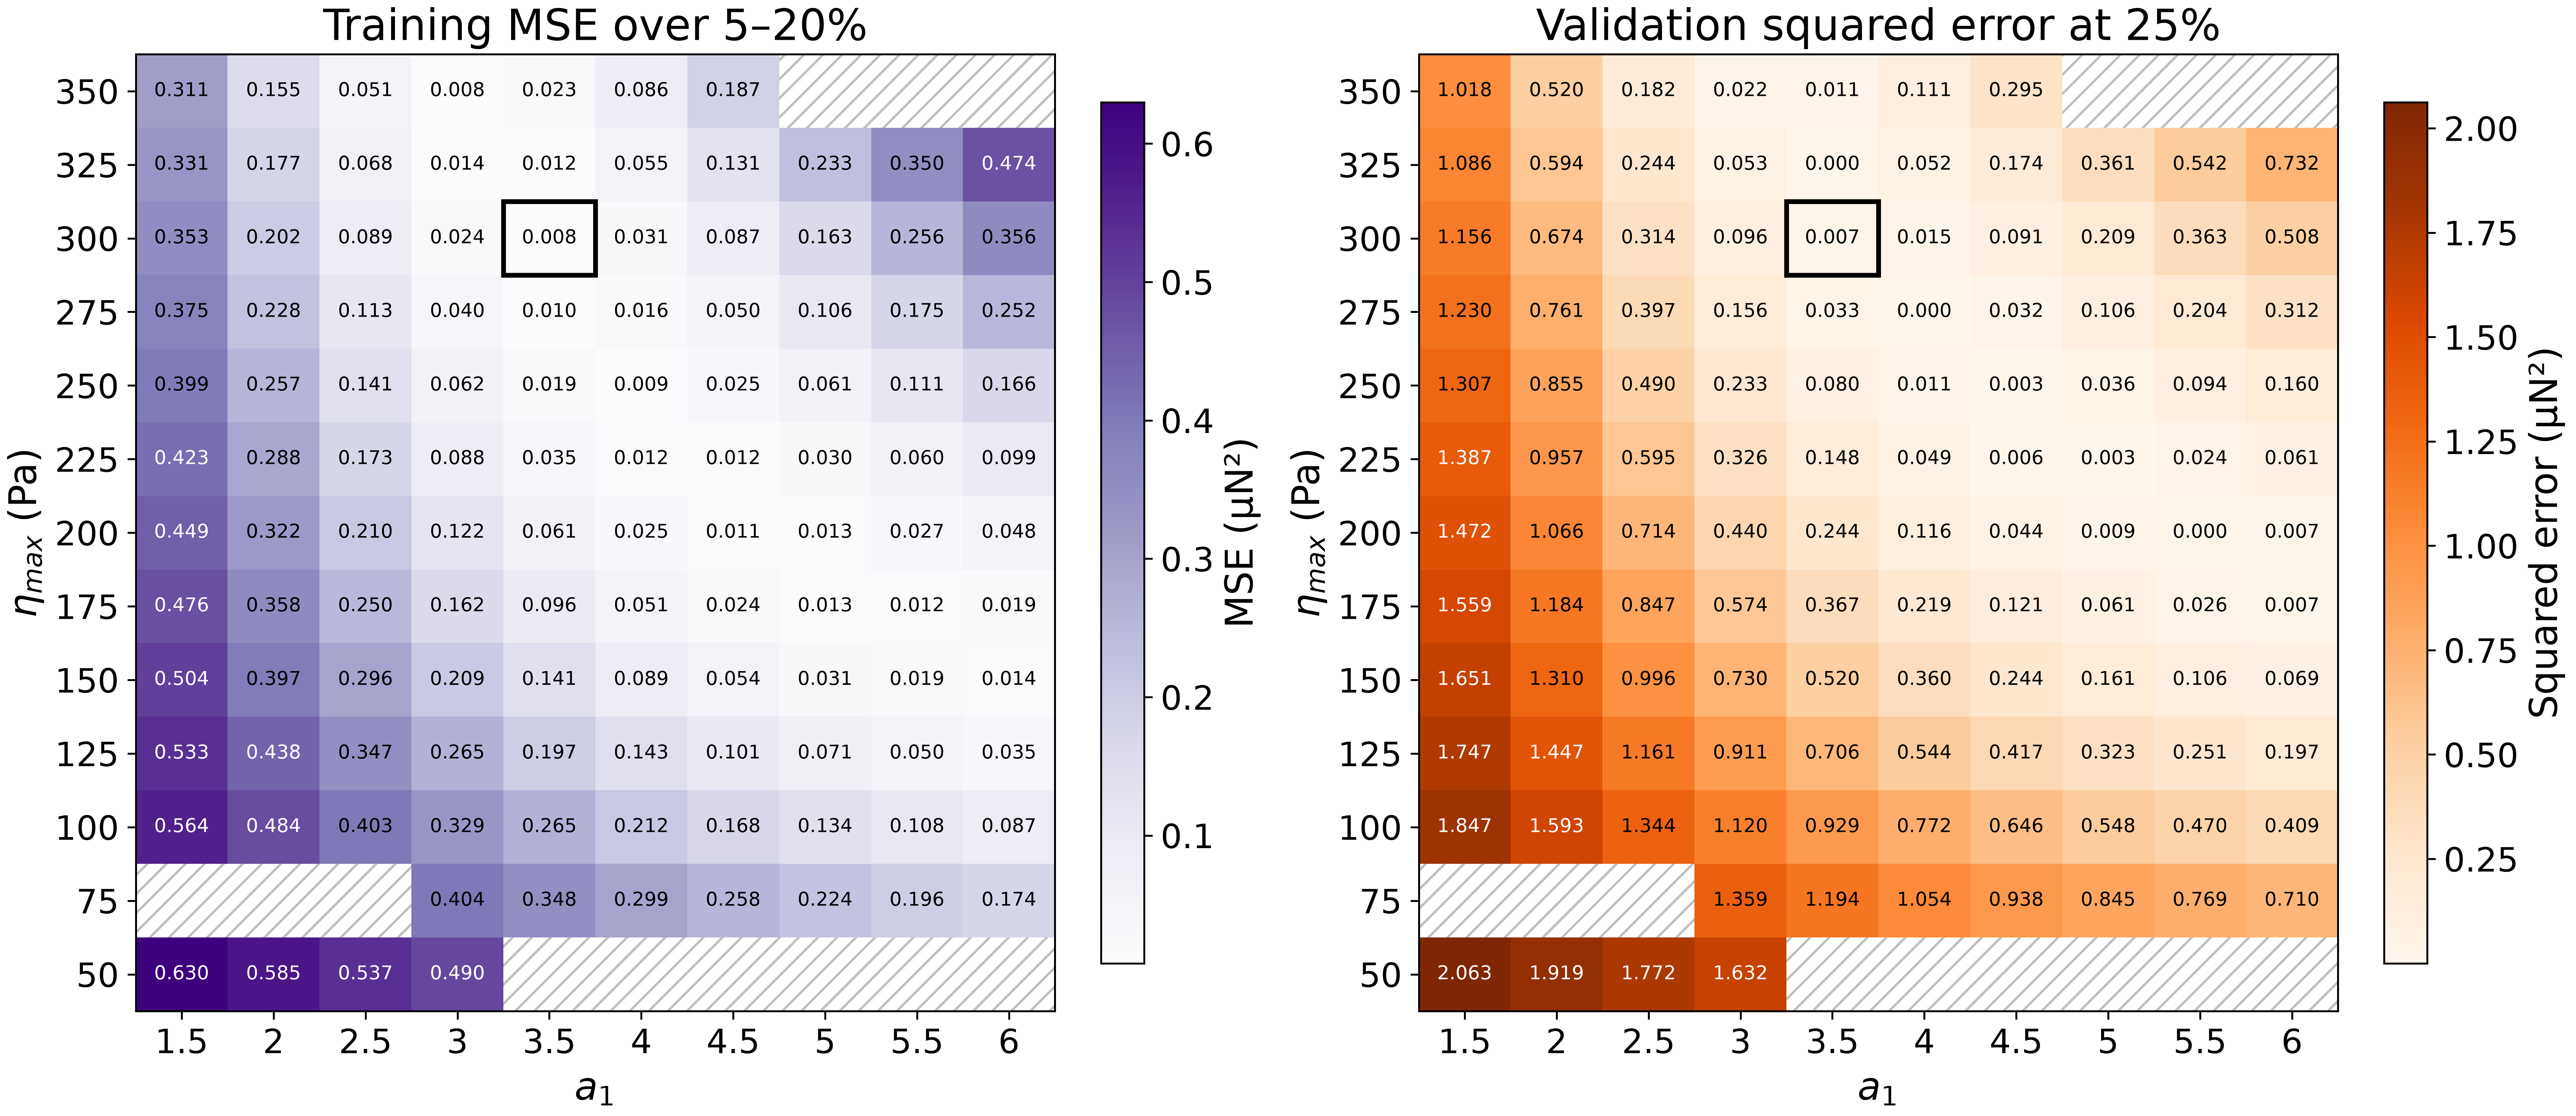 Training MSE over 5–20%
350 0.311 0.155 0.051 0.008 0.023 0.086 0.187
325 0.331 0.177 0.068 0.014 0.012 0.055 0.131 0.233 0.350 0.474
300 0.353 0.202 0.089 0.024 0.008 0.031 0.087 0.163 0.256 0.356
275 0.375 0.228 0.113 0.040 0.010 0.016 0.050 0.106 0.175 0.252
250 0.399 0.257 0.141 0.062 0.019 0.009 0.025 0.061 0.111 0.166
225 0.423 0.288 0.173 0.088 0.035 0.012 0.012 0.030 0.060 0.099
200 0.449 0.322 0.210 0.122 0.061 0.025 0.011 0.013 0.027 0.048
175 0.476 0.358 0.250 0.162 0.096 0.051 0.024 0.013 0.012 0.019
150 0.504 0.397 0.296 0.209 0.141 0.089 0.054 0.031 0.019 0.014
125 0.533 0.438 0.347 0.265 0.197 0.143 0.101 0.071 0.050 0.035
100 0.564 0.484 0.403 0.329 0.265 0.212 0.168 0.134 0.108 0.087
75 0.404 0.348 0.299 0.258 0.224 0.196 0.174
50 0.630 0.585 0.537 0.490
1.5 2 2.5 3 3.5 4 4.5 5 5.5 6
a₁
η_max (Pa)
0.6
0.5
0.4
0.3
0.2
0.1
MSE (µN²)
Validation squared error at 25%
350 1.018 0.520 0.182 0.022 0.011 0.111 0.295
325 1.086 0.594 0.244 0.053 0.000 0.052 0.174 0.361 0.542 0.732
300 1.156 0.674 0.314 0.096 0.007 0.015 0.091 0.209 0.363 0.508
275 1.230 0.761 0.397 0.156 0.033 0.000 0.032 0.106 0.204 0.312
250 1.307 0.855 0.490 0.233 0.080 0.011 0.003 0.036 0.094 0.160
225 1.387 0.957 0.595 0.326 0.148 0.049 0.006 0.003 0.024 0.061
200 1.472 1.066 0.714 0.440 0.244 0.116 0.044 0.009 0.000 0.007
175 1.559 1.184 0.847 0.574 0.367 0.219 0.121 0.061 0.026 0.007
150 1.651 1.310 0.996 0.730 0.520 0.360 0.244 0.161 0.106 0.069
125 1.747 1.447 1.161 0.911 0.706 0.544 0.417 0.323 0.251 0.197
100 1.847 1.593 1.344 1.120 0.929 0.772 0.646 0.548 0.470 0.409
75 1.359 1.194 1.054 0.938 0.845 0.769 0.710
50 2.063 1.919 1.772 1.632
1.5 2 2.5 3 3.5 4 4.5 5 5.5 6
a₁
η_max (Pa)
2.00
1.75
1.50
1.25
1.00
0.75
0.50
0.25
Squared error (µN²)